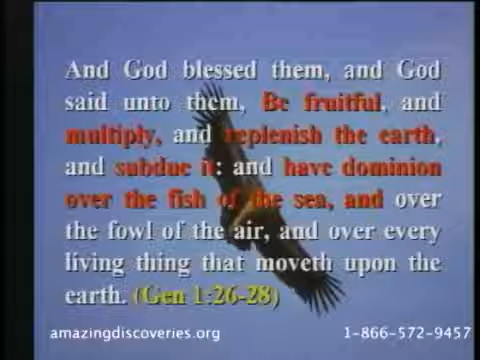 And God blessed them, and God
said unto them, Be fruitful, and
multiply, and replenish the earth,
and subdue it: and have dominion
over the fish of the sea, and over
the fowl of the air, and over every
living thing that moveth upon the
earth. (Gen 1:26-28)
amazingdiscoveries.org 1-866-572-9457